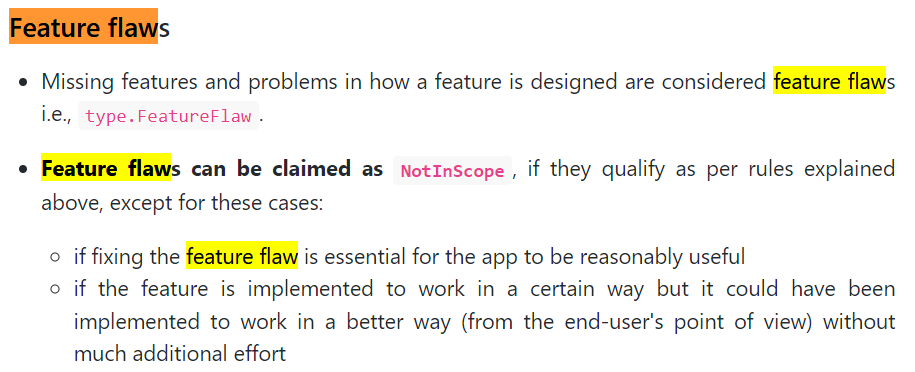 Feature flaws
Missing features and problems in how a feature is designed are considered feature flaws
i.e., type.FeatureFlaw .
Feature flaws can be claimed as NotInScope , if they qualify as per rules explained
above, except for these cases:
if fixing the feature flaw is essential for the app to be reasonably useful
if the feature is implemented to work in a certain way but it could have been
implemented to work in a better way (from the end-user's point of view) without
much additional effort